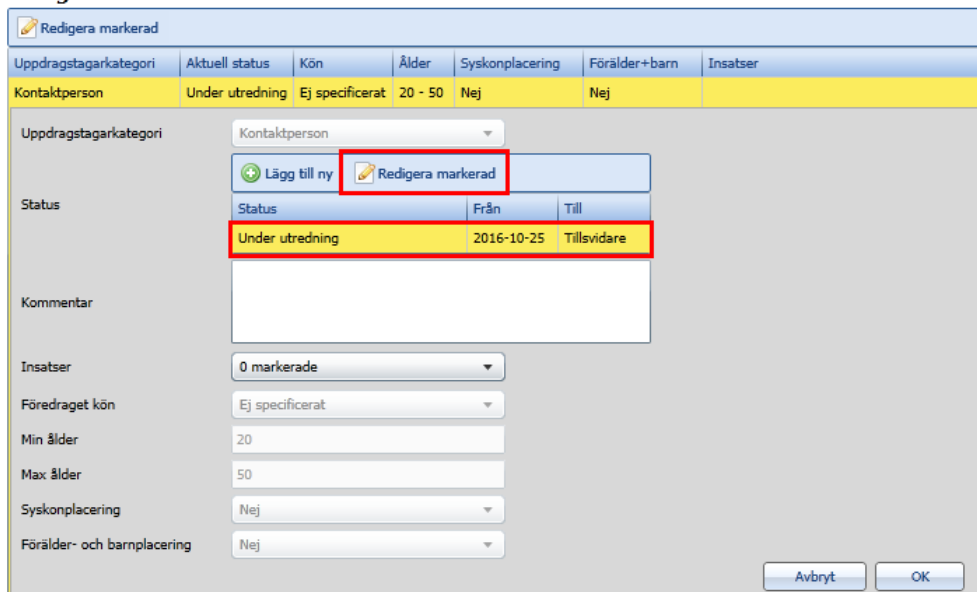 Redigera markerad
Uppdragstagarkategori Aktuell status Kön Ålder Syskonplacering Förälder+barn Insatser
Kontaktperson Under utredning Ej specificerat 20 - 50 Nej Nej
Uppdragstagarkategori Kontaktperson
Lägg till ny Redigera markerad
Status
Status Från Till
Under utredning 2016-10-25 Tillsvidare
Kommentar
Insatser 0 markerade
Föredraget kön Ej specificerat
Min ålder 20
Max ålder 50
Syskonplacering Nej
Förälder- och barnplacering Nej
Avbryt OK